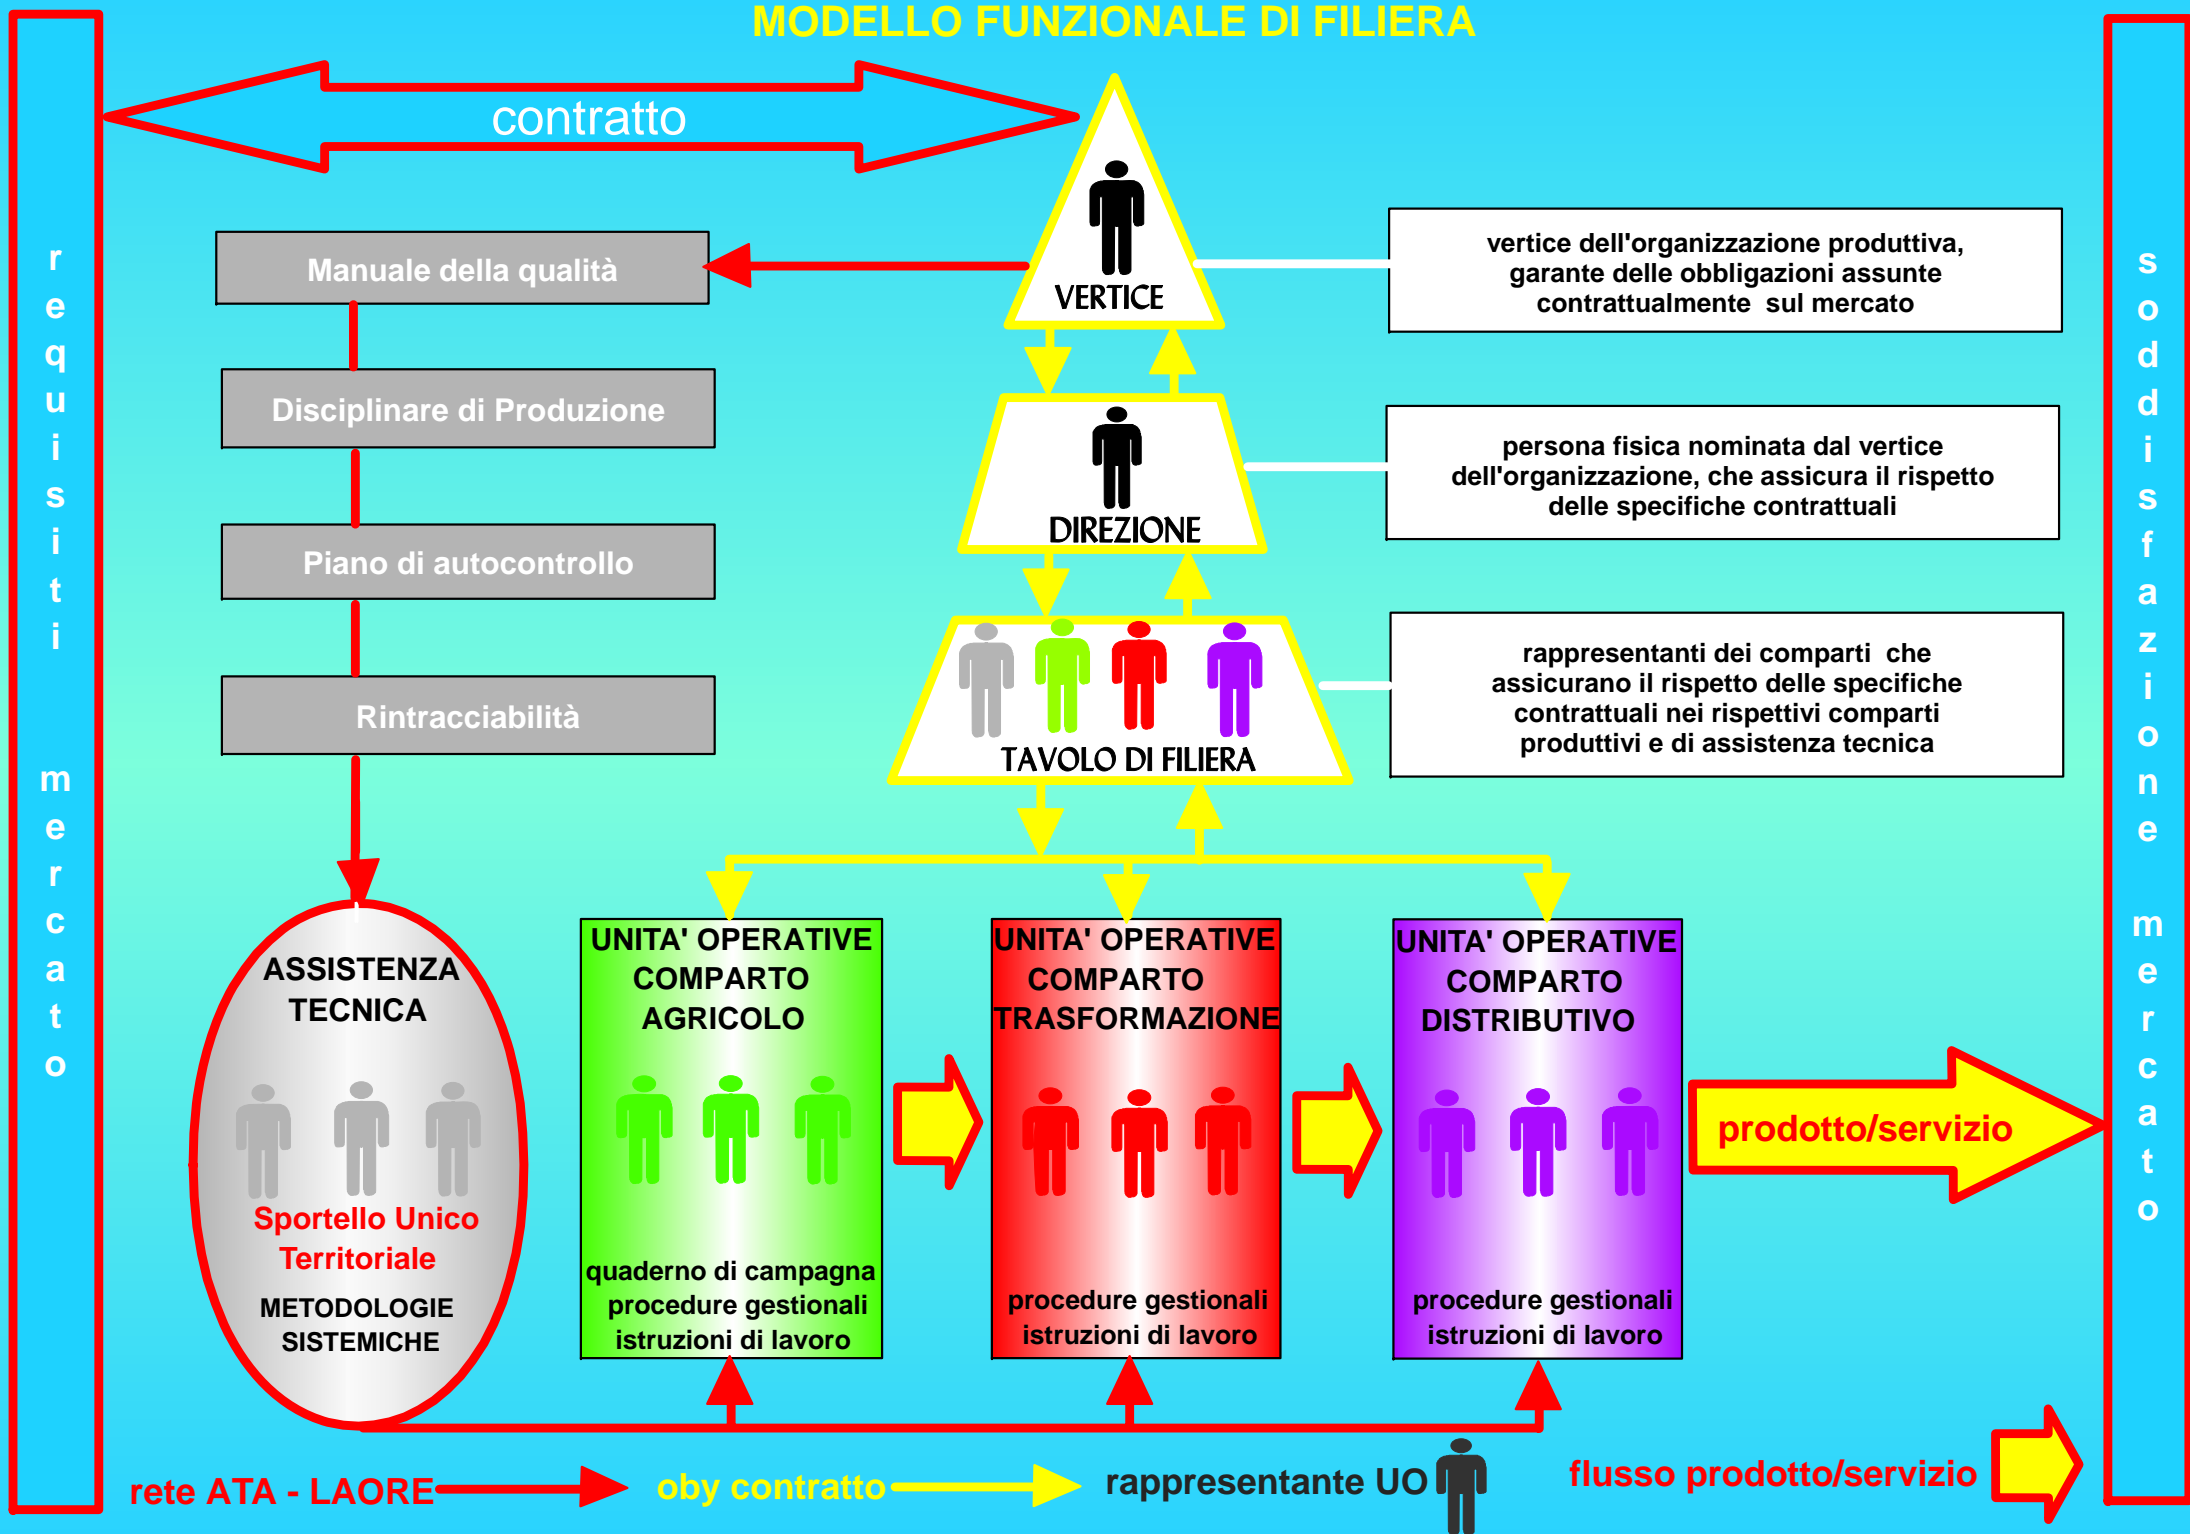 MODELLO FUNZIONALE DI FILIERA
requisiti mercato
contratto
soddisfazione mercato
VERTICE
vertice dell'organizzazione produttiva,
garante delle obbligazioni assunte
contrattualmente sul mercato
Manuale della qualità
Disciplinare di Produzione
DIREZIONE
persona fisica nominata dal vertice
dell'organizzazione, che assicura il rispetto
delle specifiche contrattuali
Piano di autocontrollo
Rintracciabilità
TAVOLO DI FILIERA
rappresentanti dei comparti che
assicurano il rispetto delle specifiche
contrattuali nei rispettivi comparti
produttivi e di assistenza tecnica
ASSISTENZA
TECNICA
Sportello Unico
Territoriale
METODOLOGIE
SISTEMICHE
UNITA' OPERATIVE
COMPARTO
AGRICOLO
quaderno di campagna
procedure gestionali
istruzioni di lavoro
UNITA' OPERATIVE
COMPARTO
TRASFORMAZIONE
procedure gestionali
istruzioni di lavoro
UNITA' OPERATIVE
COMPARTO
DISTRIBUTIVO
procedure gestionali
istruzioni di lavoro
prodotto/servizio
rete ATA - LAORE
oby contratto
rappresentante UO
flusso prodotto/servizio